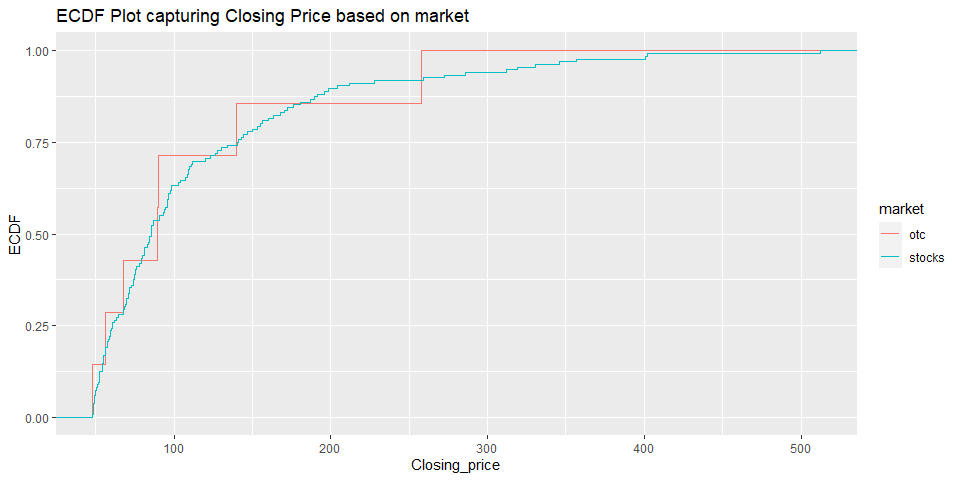 ECDF Plot capturing Closing Price based on market
1.00
0.75
0.50
0.25
0.00
ECDF
100
200
300
400
500
Closing_price
market
otc
stocks